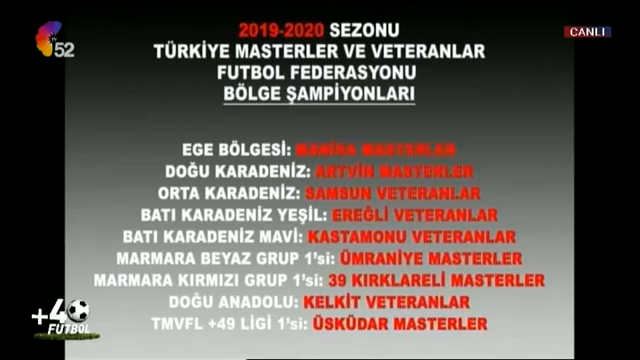 2019-2020 SEZONU
TÜRKİYE MASTERLER VE VETERANLAR
FUTBOL FEDERASYONU
BÖLGE ŞAMPİYONLARI
EGE BÖLGESİ: MANİSA MASTERLER
DOĞU KARADENİZ: ARTVİN MASTERLER
ORTA KARADENİZ: SAMSUN VETERANLAR
BATI KARADENİZ YEŞİL: EREĞLİ VETERANLAR
BATI KARADENİZ MAVİ: KASTAMONU VETERANLAR
MARMARA BEYAZ GRUP 1'si: ÜMRANİYE MASTERLER
MARMARA KIRMIZI GRUP 1'si: 39 KIRKLARELİ MASTERLER
DOĞU ANADOLU: KELKİT VETERANLAR
TMVFL +49 LİGİ 1'si: ÜSKÜDAR MASTERLER
TV 52
CANLI
+40
FUTBOL